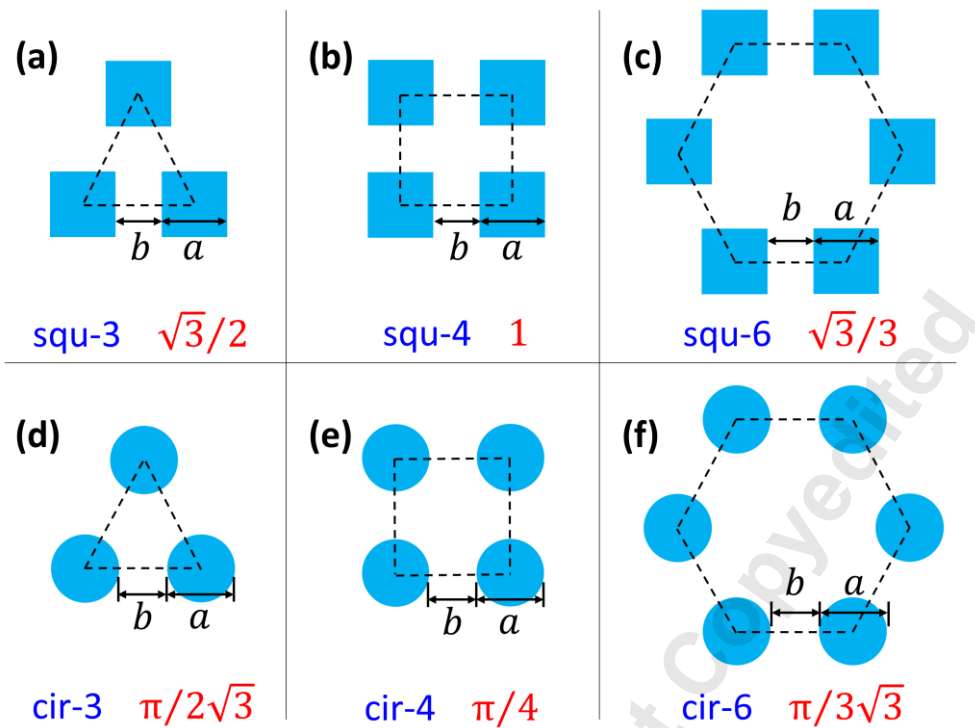 (a)
b a
squ-3 √3/2
(b)
b a
squ-4 1
(c)
b a
squ-6 √3/3
(d)
b a
cir-3 π/2√3
(e)
b a
cir-4 π/4
(f)
b a
cir-6 π/3√3
t Copyedited